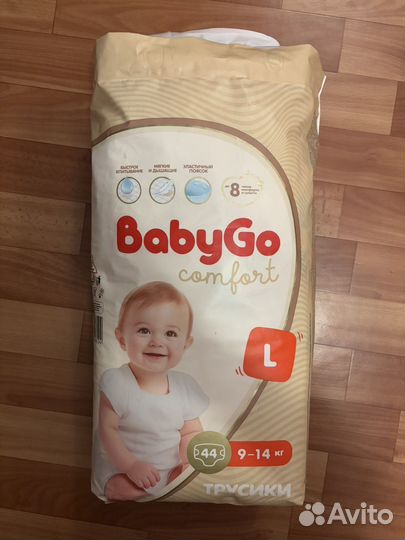 БЫСТРОЕ
ВПИТЫВАНИЕ
МЯГКИЕ
И ДЫШАЩИЕ
ЭЛАСТИЧНЫЙ
ПОЯСОК
~8
BabyGo
comfort
L
44
9–14 кг
ТРУСИКИ
Avito